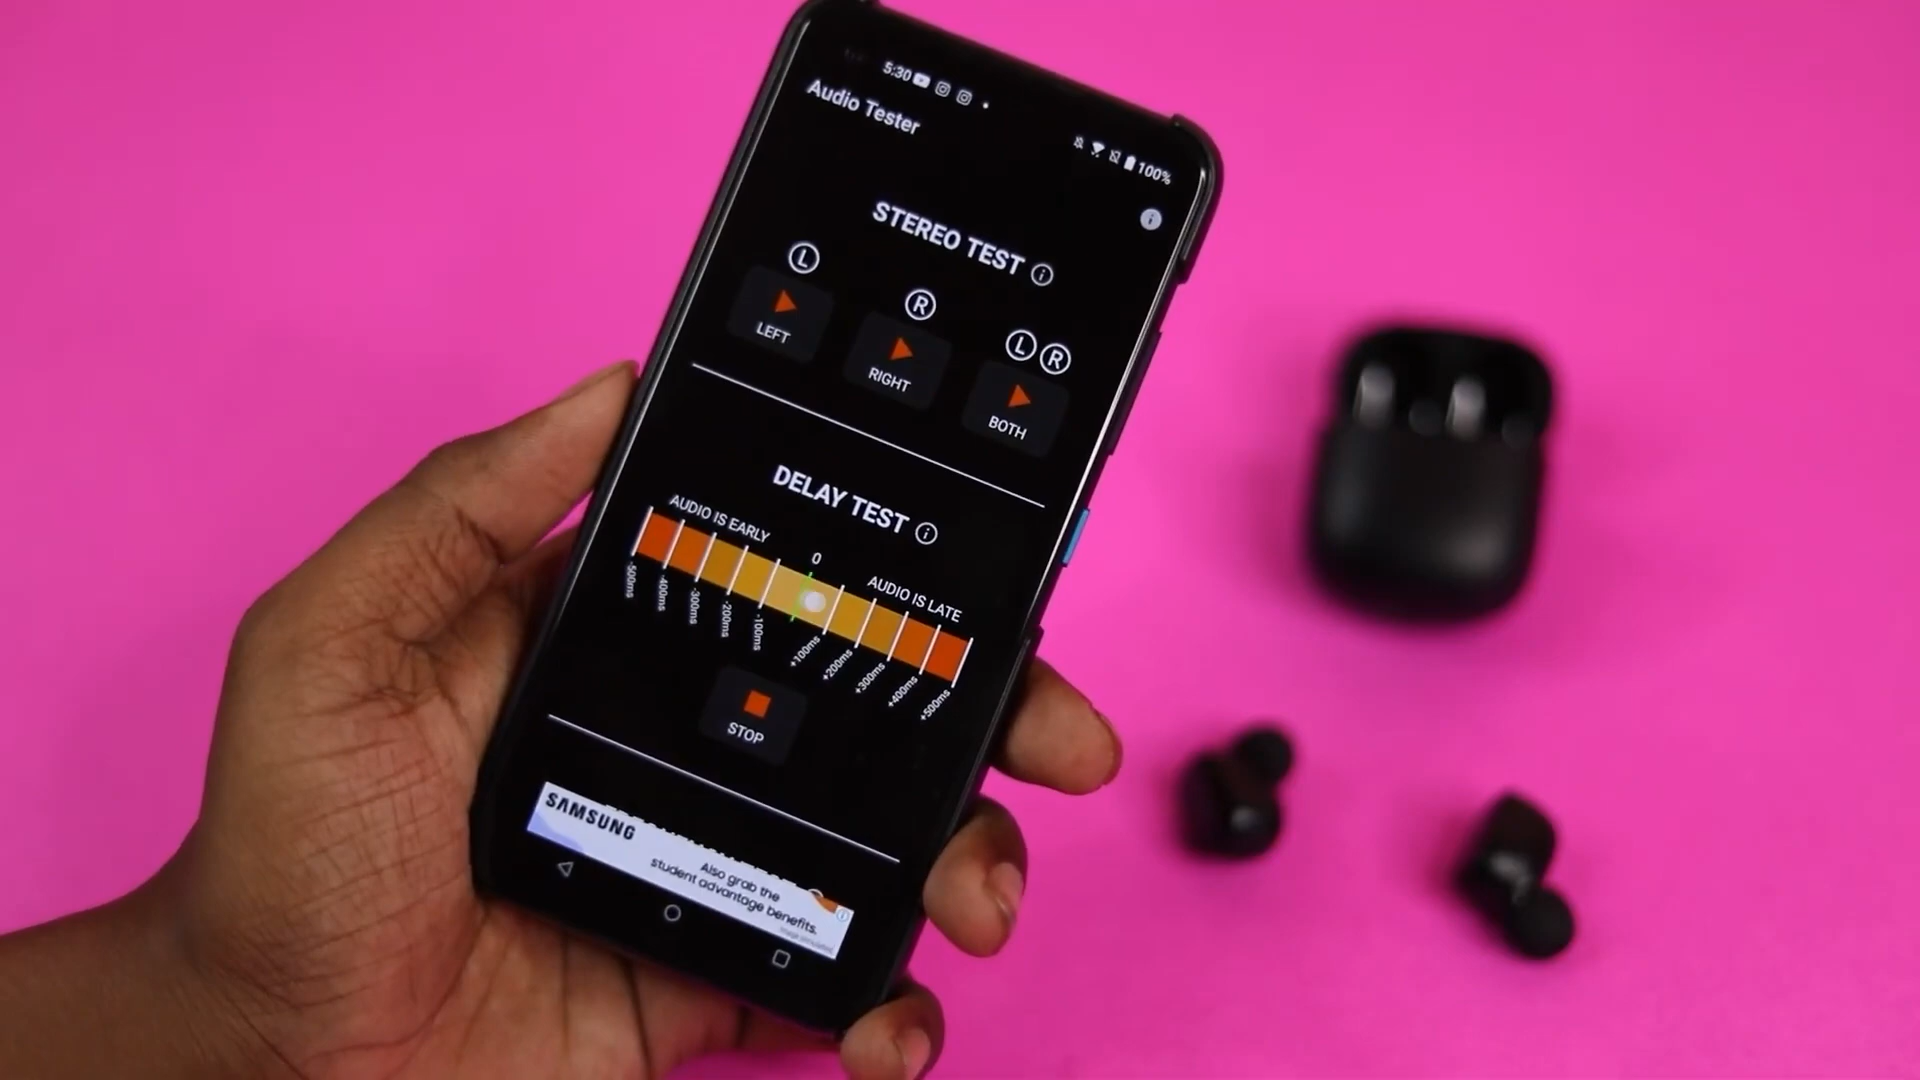 5:30
100%
Audio Tester
STEREO TEST
L
R
L R
LEFT
RIGHT
BOTH
DELAY TEST
AUDIO IS EARLY
0
AUDIO IS LATE
-500ms
-400ms
-300ms
-200ms
-100ms
+100ms
+200ms
+300ms
+400ms
+500ms
STOP
SAMSUNG
Also grab the
student advantage benefits.